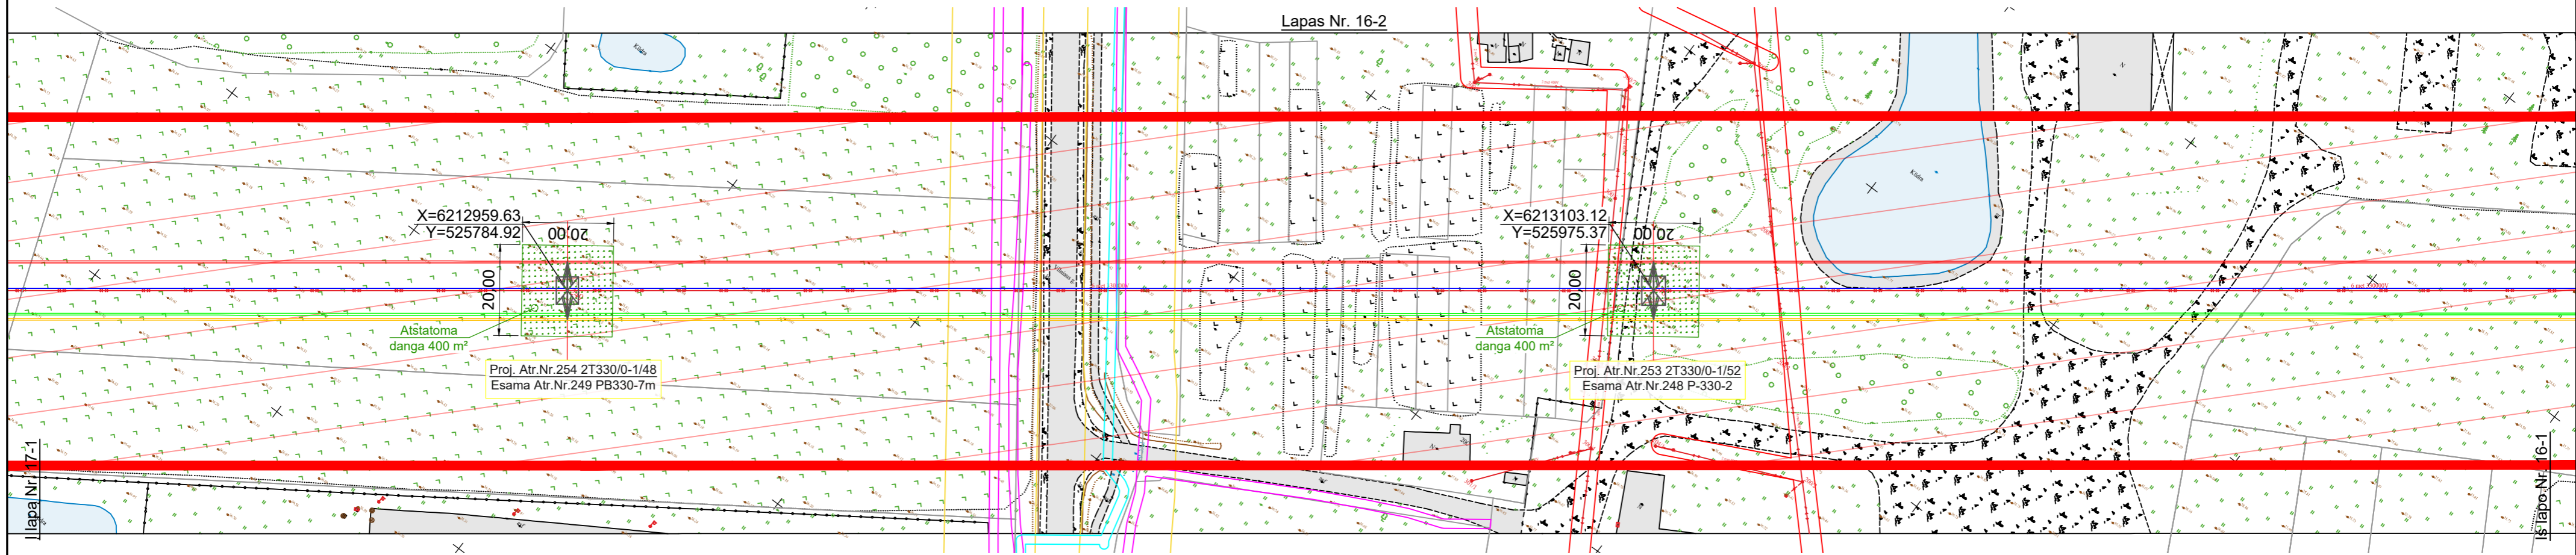 Lapas Nr. 16-2
Kūdra
X=6212959.63
Y=525784.92
20,00
20,00
Atstatoma
danga 400 m²
Proj. Atr.Nr.254 2T330/0-1/48
Esama Atr.Nr.249 PB330-7m
X=6213103.12
Y=525975.37
20,00
20,00
Atstatoma
danga 400 m²
Proj. Atr.Nr.253 2T330/0-1/52
Esama Atr.Nr.248 P-330-2
Kūdra
Į lapą Nr. 17-1
Iš lapo Nr. 16-1